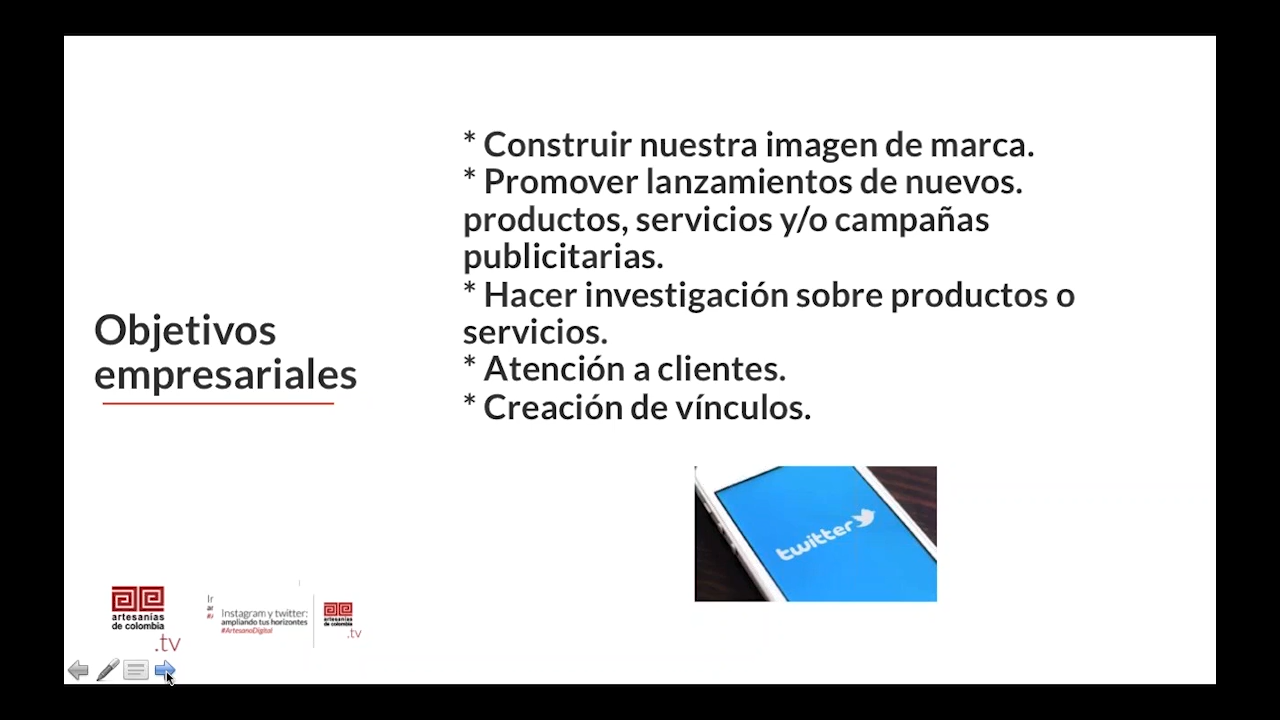 * Construir nuestra imagen de marca.
* Promover lanzamientos de nuevos.
productos, servicios y/o campañas
publicitarias.
* Hacer investigación sobre productos o
servicios.
* Atención a clientes.
* Creación de vínculos.
Objetivos
empresariales
twitter
artesanías
de colombia
.tv
Instagram y twitter:
ampliando tus horizontes
#ArtesanoDigital
artesanías
de colombia
.tv